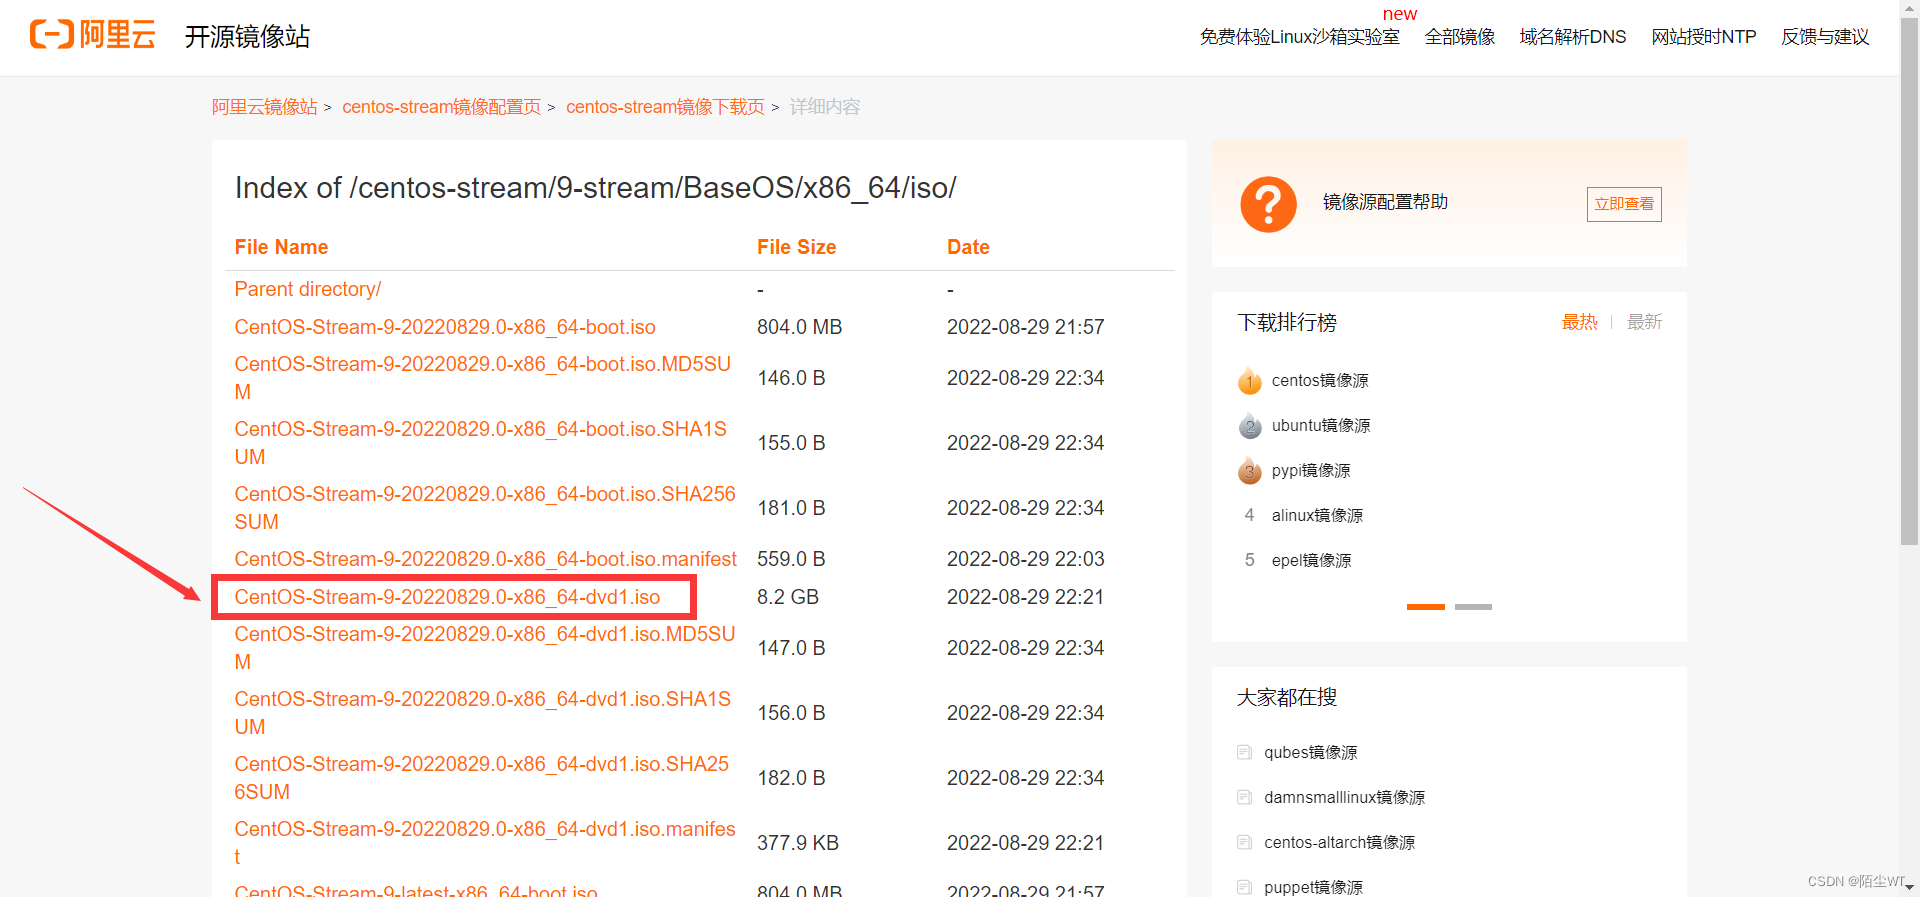 阿里云 开源镜像站
new
免费体验Linux沙箱实验室 全部镜像 域名解析DNS 网站授时NTP 反馈与建议
阿里云镜像站 > centos-stream镜像配置页 > centos-stream镜像下载页 > 详细内容
Index of /centos-stream/9-stream/BaseOS/x86_64/iso/
File Name File Size Date
Parent directory/ - -
CentOS-Stream-9-20220829.0-x86_64-boot.iso 804.0 MB 2022-08-29 21:57
CentOS-Stream-9-20220829.0-x86_64-boot.iso.MD5SU
M
146.0 B 2022-08-29 22:34
CentOS-Stream-9-20220829.0-x86_64-boot.iso.SHA1S
UM
155.0 B 2022-08-29 22:34
CentOS-Stream-9-20220829.0-x86_64-boot.iso.SHA256
SUM
181.0 B 2022-08-29 22:34
CentOS-Stream-9-20220829.0-x86_64-boot.iso.manifest 559.0 B 2022-08-29 22:03
CentOS-Stream-9-20220829.0-x86_64-dvd1.iso 8.2 GB 2022-08-29 22:21
CentOS-Stream-9-20220829.0-x86_64-dvd1.iso.MD5SU
M
147.0 B 2022-08-29 22:34
CentOS-Stream-9-20220829.0-x86_64-dvd1.iso.SHA1S
UM
156.0 B 2022-08-29 22:34
CentOS-Stream-9-20220829.0-x86_64-dvd1.iso.SHA25
6SUM
182.0 B 2022-08-29 22:34
CentOS-Stream-9-20220829.0-x86_64-dvd1.iso.manifes
t
377.9 KB 2022-08-29 22:21
CentOS-Stream-9-latest-x86_64-boot.iso 804.0 MB 2022-08-29 21:57
镜像源配置帮助 立即查看
下载排行榜 最热 | 最新
1 centos镜像源
2 ubuntu镜像源
3 pypi镜像源
4 alinux镜像源
5 epel镜像源
大家都在搜
qubes镜像源
damnsmalllinux镜像源
centos-altarch镜像源
puppet镜像源
CSDN @陌尘WT